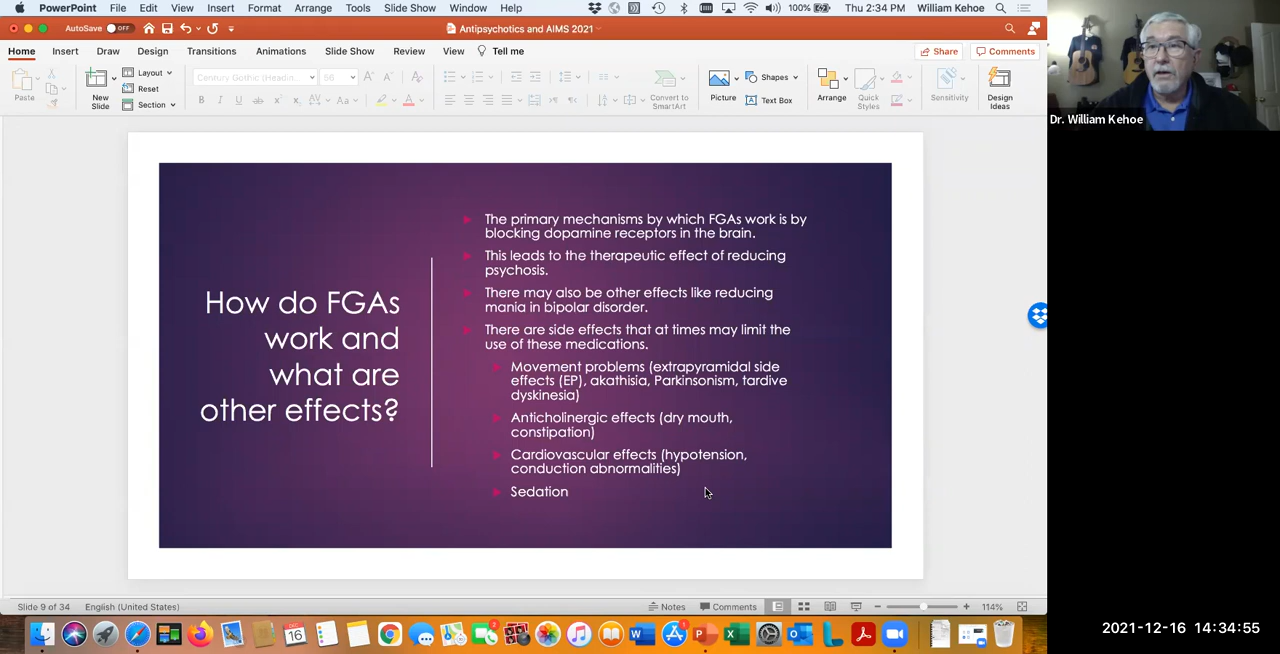 PowerPoint File Edit View Insert Format Arrange Tools Slide Show Window Help
100% Thu 2:34 PM William Kehoe
AutoSave OFF
Antipsychotics and AIMS 2021
Home Insert Draw Design Transitions Animations Slide Show Review View Tell me
Share Comments
Paste
New
Slide
Layout
Reset
Section
Century Gothic (Headin... 56
Convert to
SmartArt
Picture
Shapes
Text Box
Arrange
Quick
Styles
Sensitivity
Design
Ideas
Dr. William Kehoe
How do FGAs
work and
what are
other effects?
The primary mechanisms by which FGAs work is by
blocking dopamine receptors in the brain.
This leads to the therapeutic effect of reducing
psychosis.
There may also be other effects like reducing
mania in bipolar disorder.
There are side effects that at times may limit the
use of these medications.
Movement problems (extrapyramidal side
effects (EP), akathisia, Parkinsonism, tardive
dyskinesia)
Anticholinergic effects (dry mouth,
constipation)
Cardiovascular effects (hypotension,
conduction abnormalities)
Sedation
Slide 9 of 34 English (United States)
Notes Comments 114%
16
2021-12-16 14:34:55